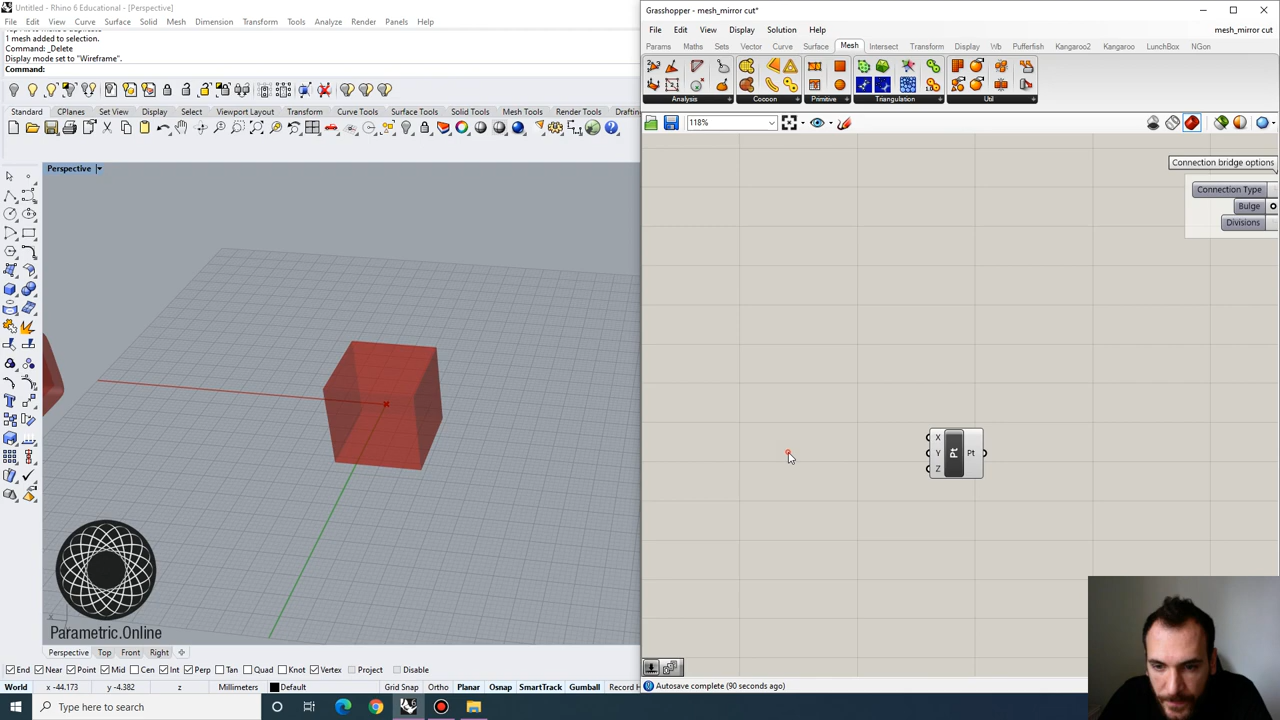 Untitled - Rhino 6 Educational - [Perspective]
File Edit View Curve Surface Solid Mesh Dimension Transform Tools Analyze Render Panels Help
1 mesh added to selection.
Command: _Delete
Display mode set to "Wireframe".
Command:
Standard CPlanes Set View Display Select Viewport Layout Transform Curve Tools Surface Tools Solid Tools Mesh Tools Render Tools Drafting
Perspective
Parametric.Online
Perspective Top Front Right
End Near Point Mid Cen Int Perp Tan Quad Knot Vertex Project Disable
World x -44.173 y -4.382 z Millimeters Default Grid Snap Ortho Planar Osnap SmartTrack Gumball Record H
Type here to search
Grasshopper - mesh_mirror cut*
File Edit View Display Solution Help mesh_mirror cut
Params Maths Sets Vector Curve Surface Mesh Intersect Transform Display Wb Pufferfish Kangaroo2 Kangaroo LunchBox NGon
Analysis Cocoon Primitive Triangulation Util
118%
Connection bridge options
Connection Type
Bulge
Divisions
X
Y Pt Pt
Z
Autosave complete (90 seconds ago)